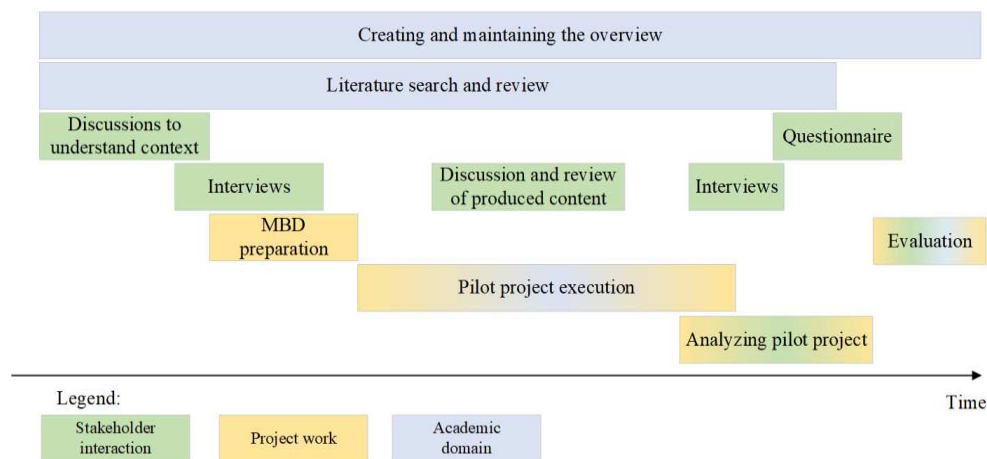 Creating and maintaining the overview
Literature search and review
Discussions to
understand context
Questionnaire
Interviews
Discussion and review
of produced content
Interviews
MBD
preparation
Evaluation
Pilot project execution
Analyzing pilot project
Time
Legend:
Stakeholder
interaction
Project work
Academic
domain